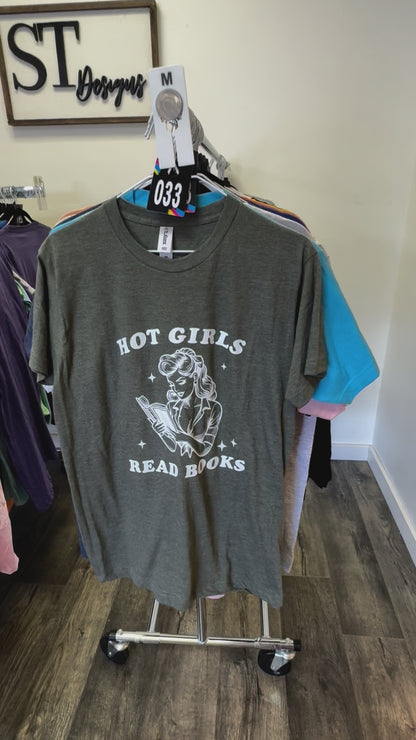 ST
Designs
M
033
HOT GIRLS
READ BOOKS